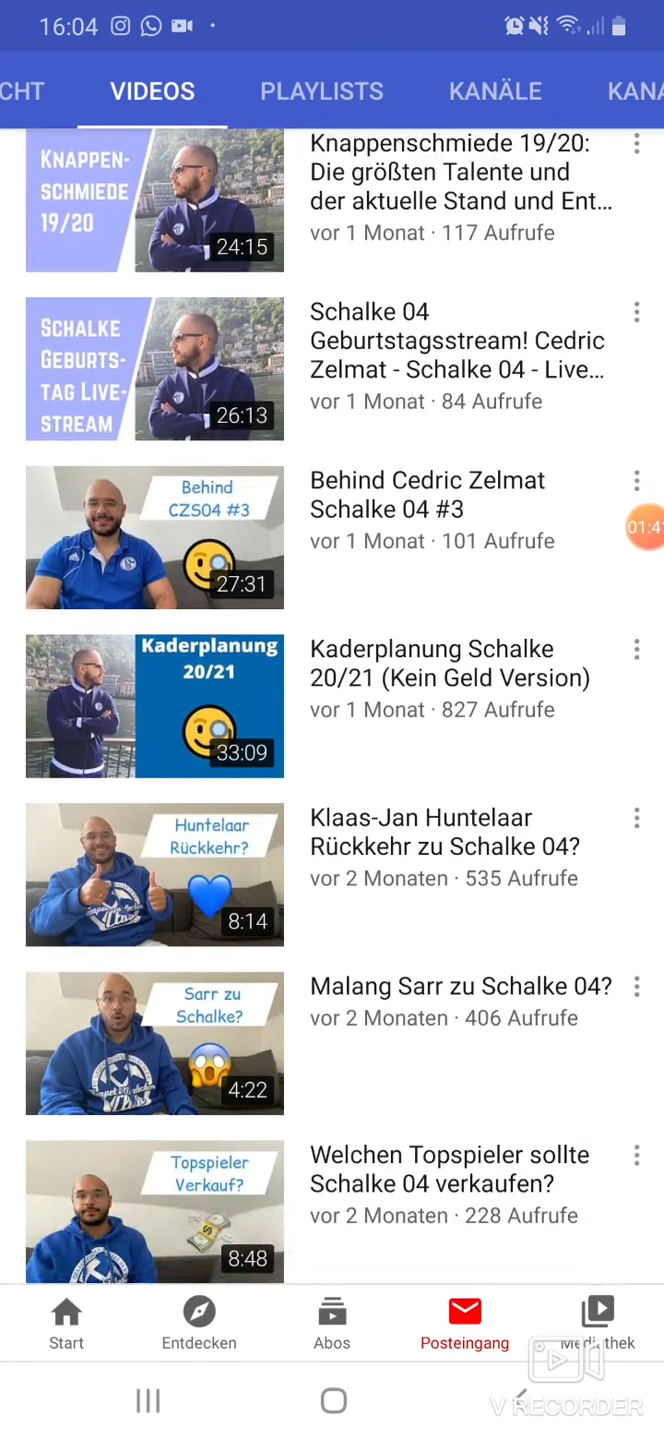 16:04
CHT VIDEOS PLAYLISTS KANÄLE KANA
KNAPPEN-
SCHMIEDE
19/20
24:15
Knappenschmiede 19/20:
Die größten Talente und
der aktuelle Stand und Ent...
vor 1 Monat · 117 Aufrufe
SCHALKE
GEBURTS-
TAG LIVE-
STREAM
26:13
Schalke 04
Geburtstagsstream! Cedric
Zelmat - Schalke 04 - Live...
vor 1 Monat · 84 Aufrufe
Behind
CZS04 #3
27:31
Behind Cedric Zelmat
Schalke 04 #3
vor 1 Monat · 101 Aufrufe
01:4
Kaderplanung
20/21
33:09
Kaderplanung Schalke
20/21 (Kein Geld Version)
vor 1 Monat · 827 Aufrufe
Huntelaar
Rückkehr?
8:14
Klaas-Jan Huntelaar
Rückkehr zu Schalke 04?
vor 2 Monaten · 535 Aufrufe
Sarr zu
Schalke?
4:22
Malang Sarr zu Schalke 04?
vor 2 Monaten · 406 Aufrufe
Topspieler
Verkauf?
8:48
Welchen Topspieler sollte
Schalke 04 verkaufen?
vor 2 Monaten · 228 Aufrufe
Start Entdecken Abos Posteingang Mediathek
V RECORDER